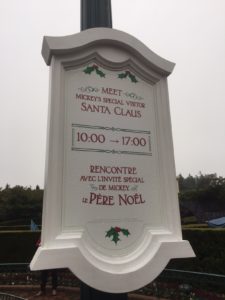 MEET
MICKEY'S SPECIAL VISITOR
SANTA CLAUS
10:00 → 17:00
RENCONTRE
AVEC L'INVITÉ SPÉCIAL
DE MICKEY,
LE PÈRE NOËL